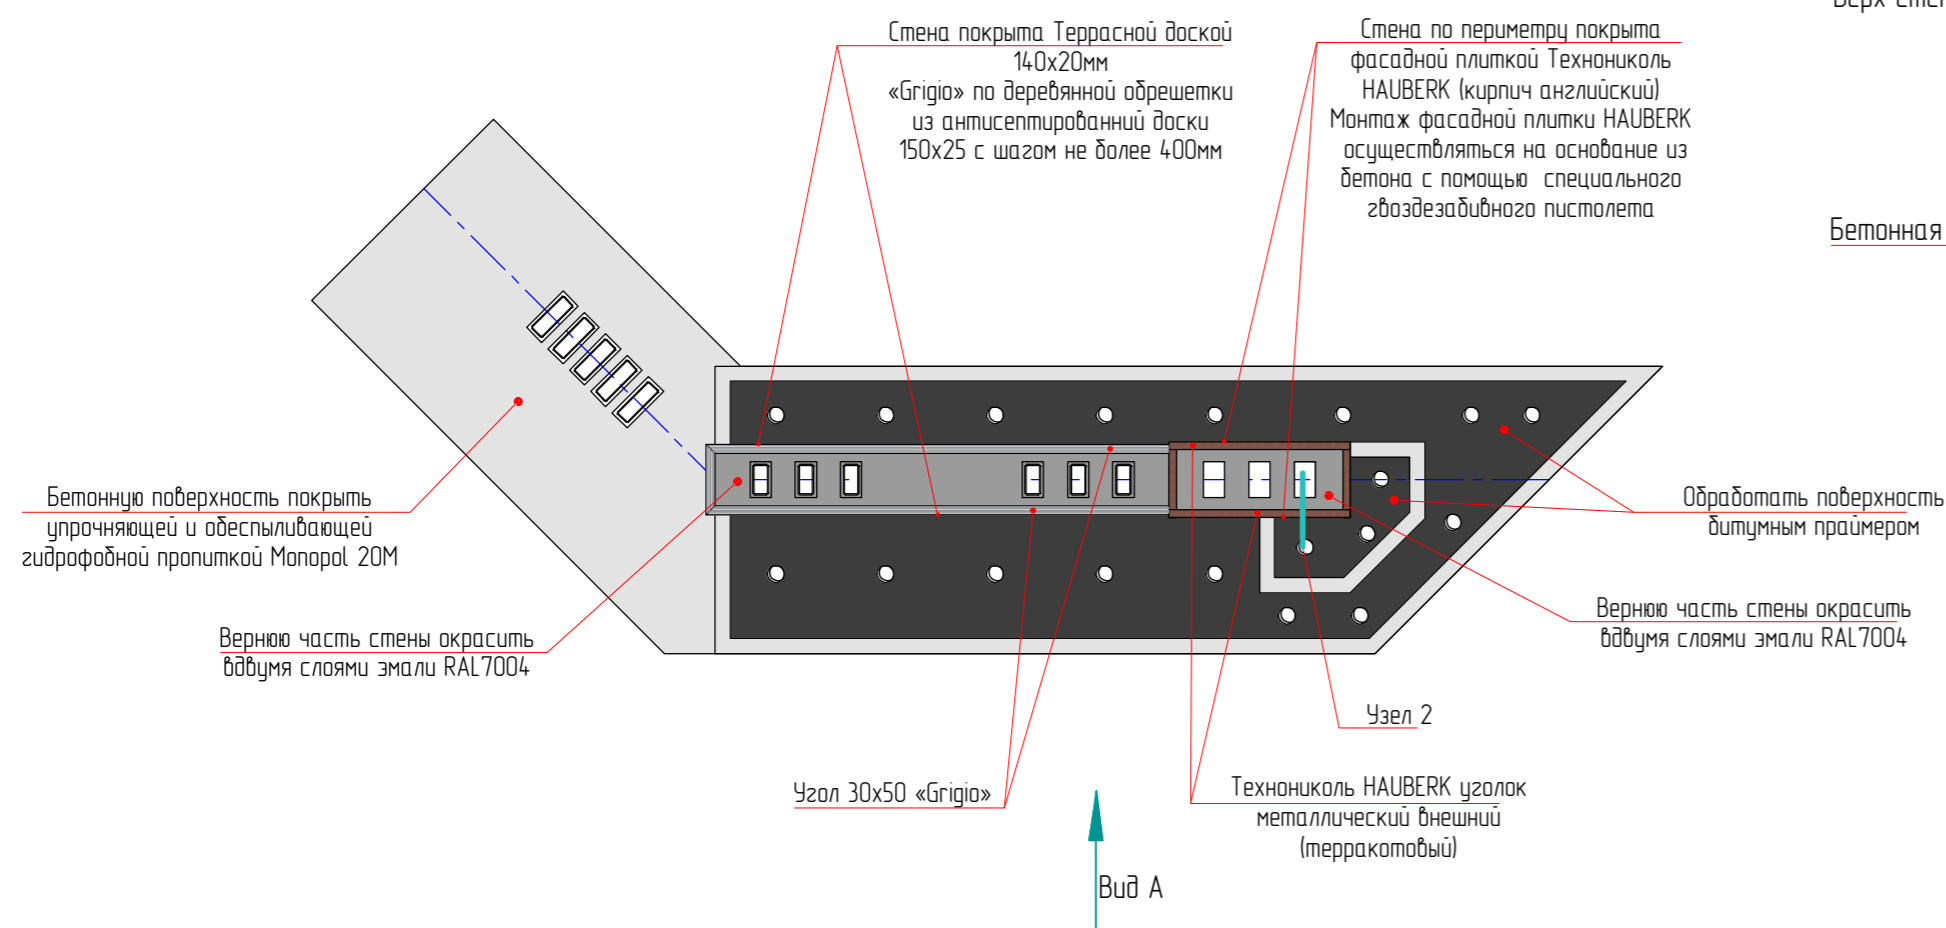 Верх сте
Стена покрыта Террасной доской
140х20мм
«Grigio» по деревянной обрешетки
из антисептированний доски
150х25 с шагом не более 400мм
Стена по периметру покрыта
фасадной плиткой Технониколь
HAUBERK (кирпич английский)
Монтаж фасадной плитки HAUBERK
осуществляться на основание из
бетона с помощью специального
гвоздезабивного пистолета
Бетонная
Бетонную поверхность покрыть
упрочняющей и обеспыливающей
гидрофобной пропиткой Monopol 20M
Обработать поверхность
битумным праймером
Вернюю часть стены окрасить
вдвумя слоями эмали RAL7004
Вернюю часть стены окрасить
вдвумя слоями эмали RAL7004
Узел 2
Угол 30х50 «Grigio»
Технониколь HAUBERK уголок
металлический внешний
(терракотовый)
Вид А